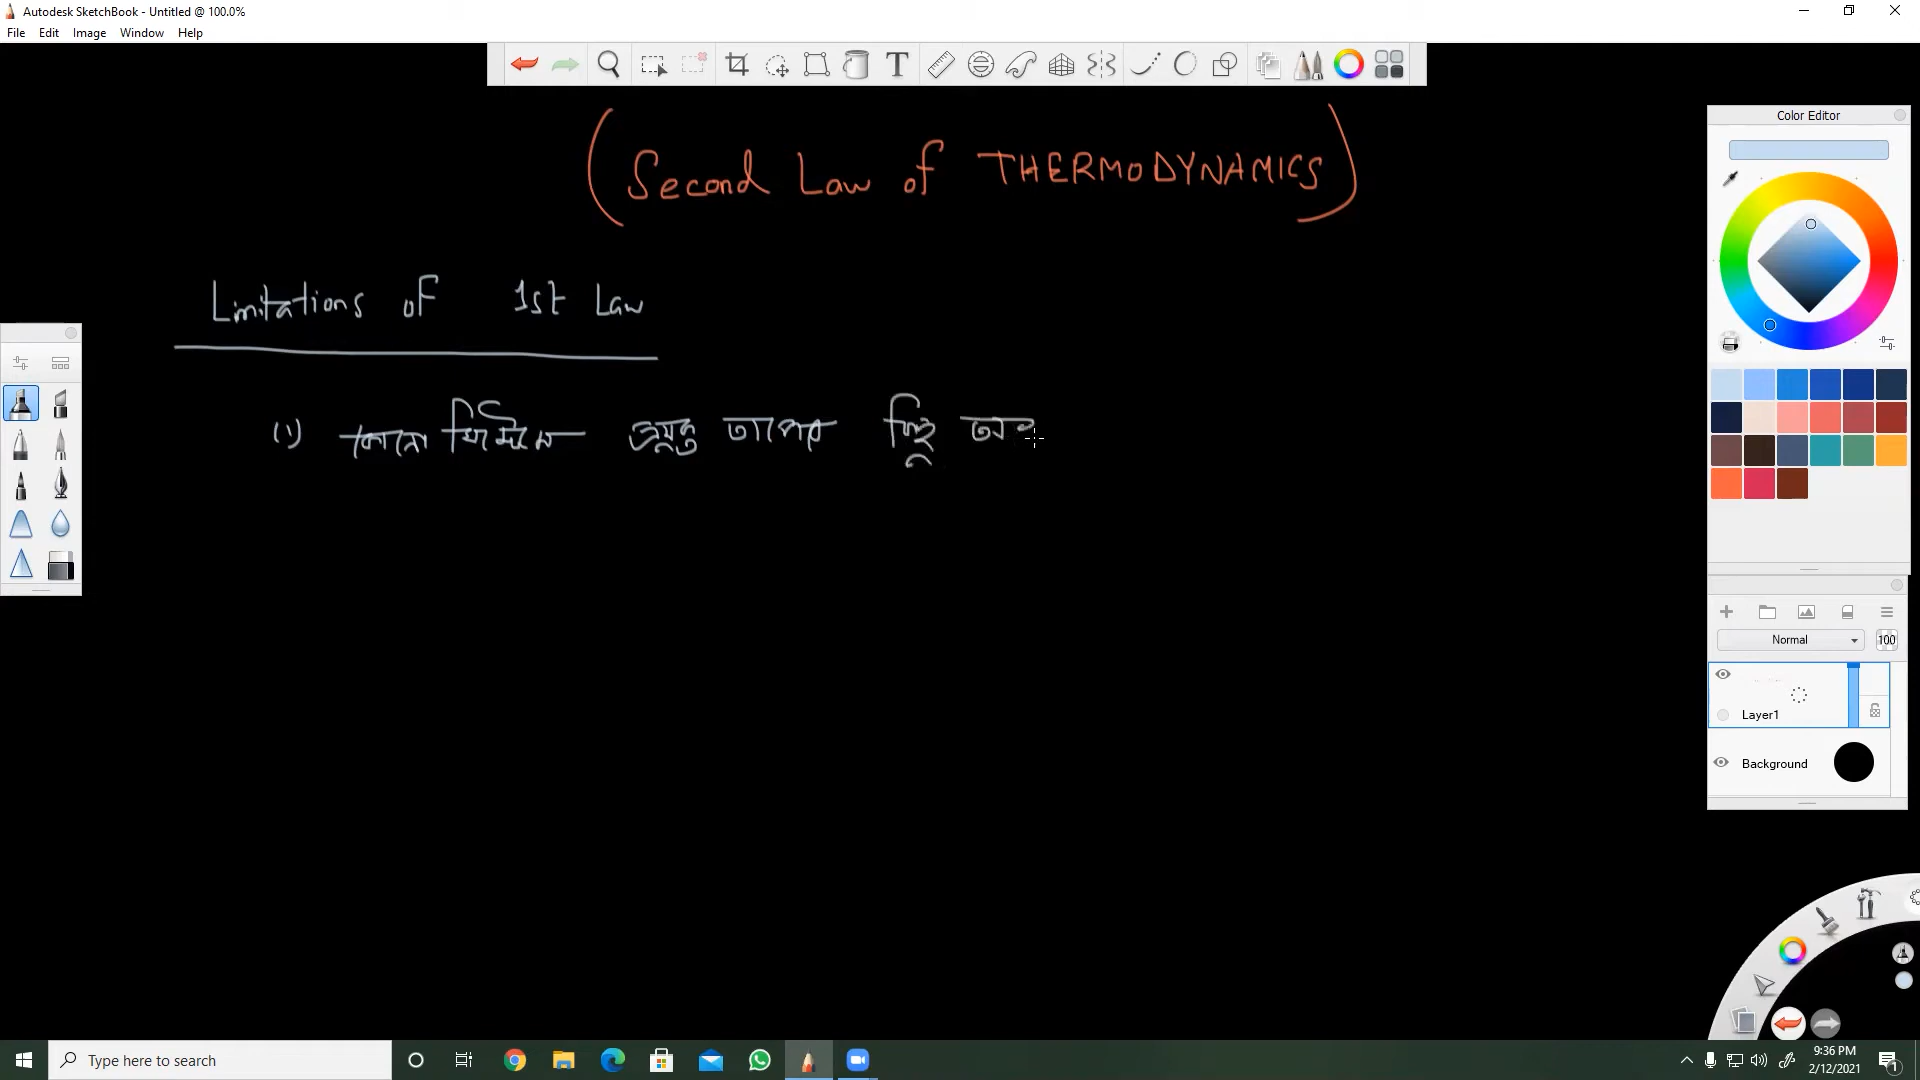 Autodesk SketchBook - Untitled @ 100.0%
File Edit Image Window Help
(Second Law of THERMODYNAMICS)
Color Editor
Limitations of 1st Law
(১) কোনো সিস্টেমে প্রদত্ত তাপের কিছু অং
Normal 100
Layer1
Background
Type here to search
9:36 PM
2/12/2021
1